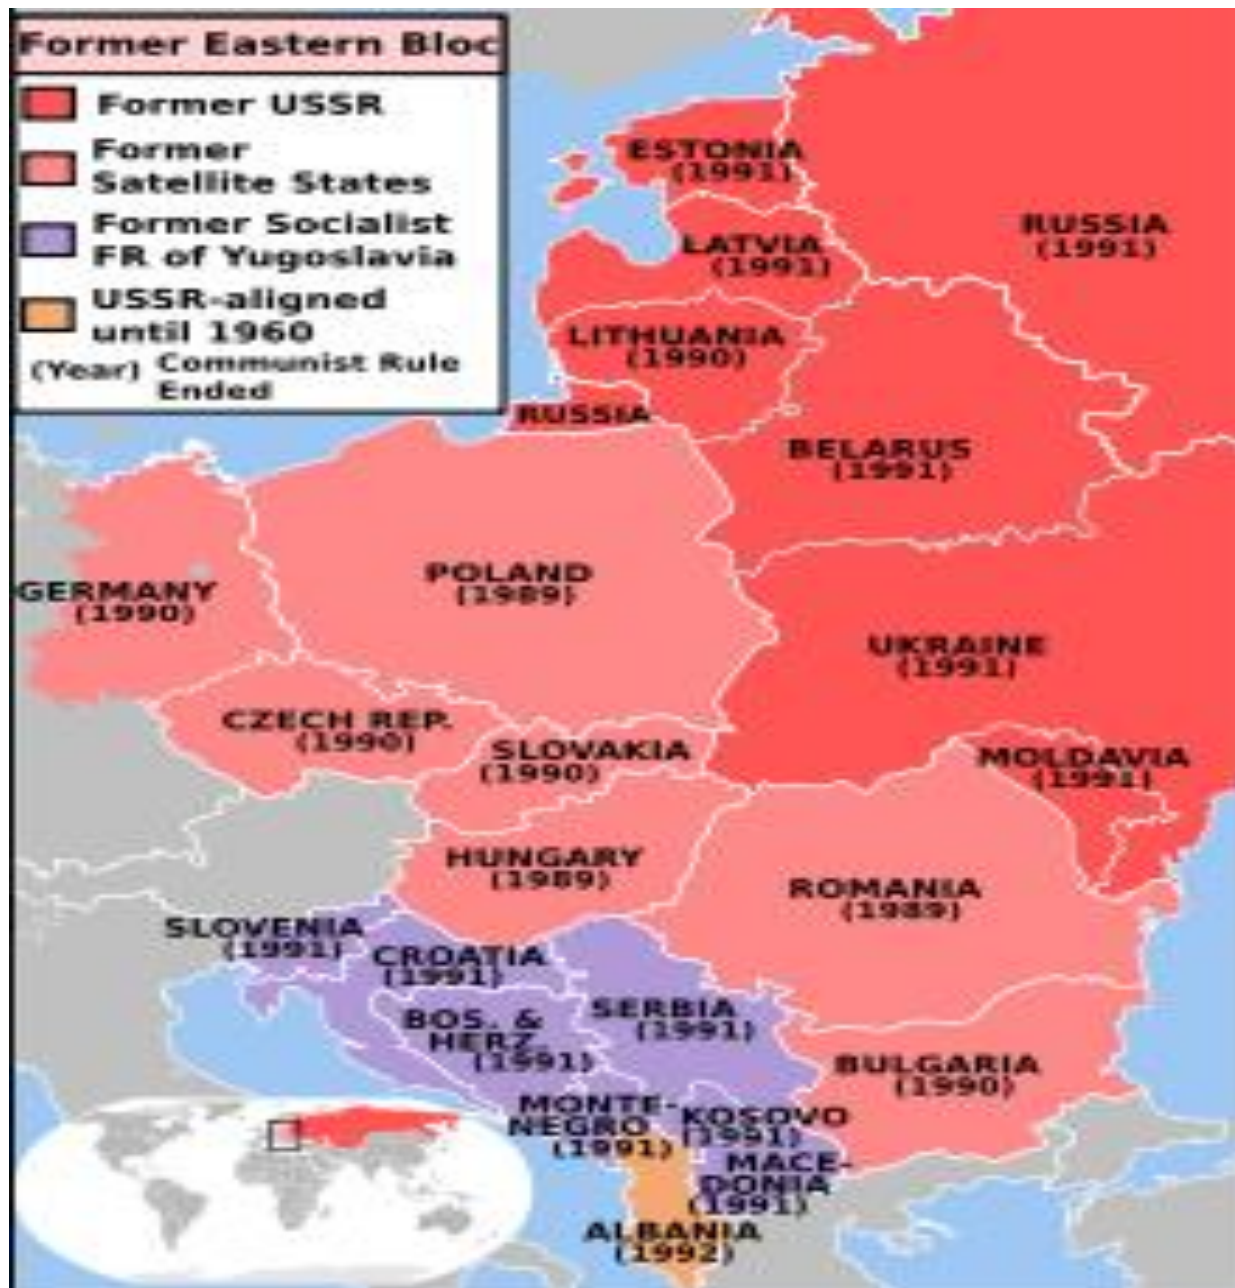 Former Eastern Bloc
Former USSR
Former
Satellite States
Former Socialist
FR of Yugoslavia
USSR-aligned
until 1960
(Year) Communist Rule
Ended
ESTONIA
(1991)
RUSSIA
(1991)
LATVIA
(1991)
LITHUANIA
(1990)
RUSSIA
BELARUS
(1991)
POLAND
(1989)
GERMANY
(1990)
UKRAINE
(1991)
CZECH REP.
(1990)
SLOVAKIA
(1990)
MOLDAVIA
(1991)
HUNGARY
(1989)
ROMANIA
(1989)
SLOVENIA
(1991)
CROATIA
(1991)
SERBIA
(1991)
BOS. &
HERZ.
(1991)
BULGARIA
(1990)
MONTE-
NEGRO
(1991)
KOSOVO
(1991)
MACE-
DONIA
(1991)
ALBANIA
(1992)